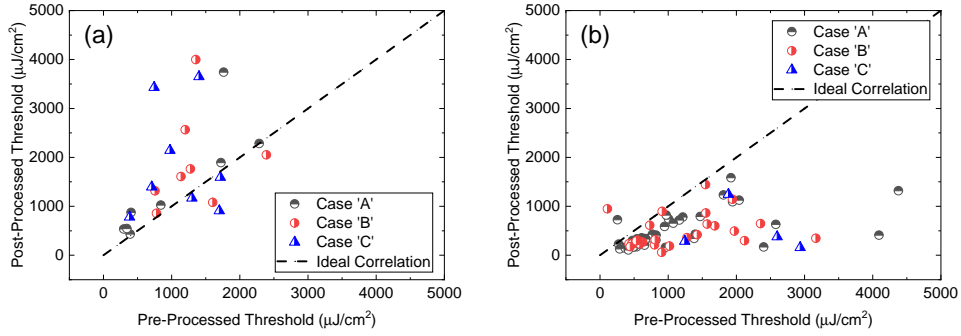 (a)
Post-Processed Threshold (μJ/cm²)
5000
4000
3000
2000
1000
0
Case 'A'
Case 'B'
Case 'C'
Ideal Correlation
0 1000 2000 3000 4000 5000
Pre-Processed Threshold (μJ/cm²)
(b)
Post-Processed Threshold (μJ/cm²)
5000
4000
3000
2000
1000
0
Case 'A'
Case 'B'
Case 'C'
Ideal Correlation
0 1000 2000 3000 4000 5000
Pre-Processed Threshold (μJ/cm²)